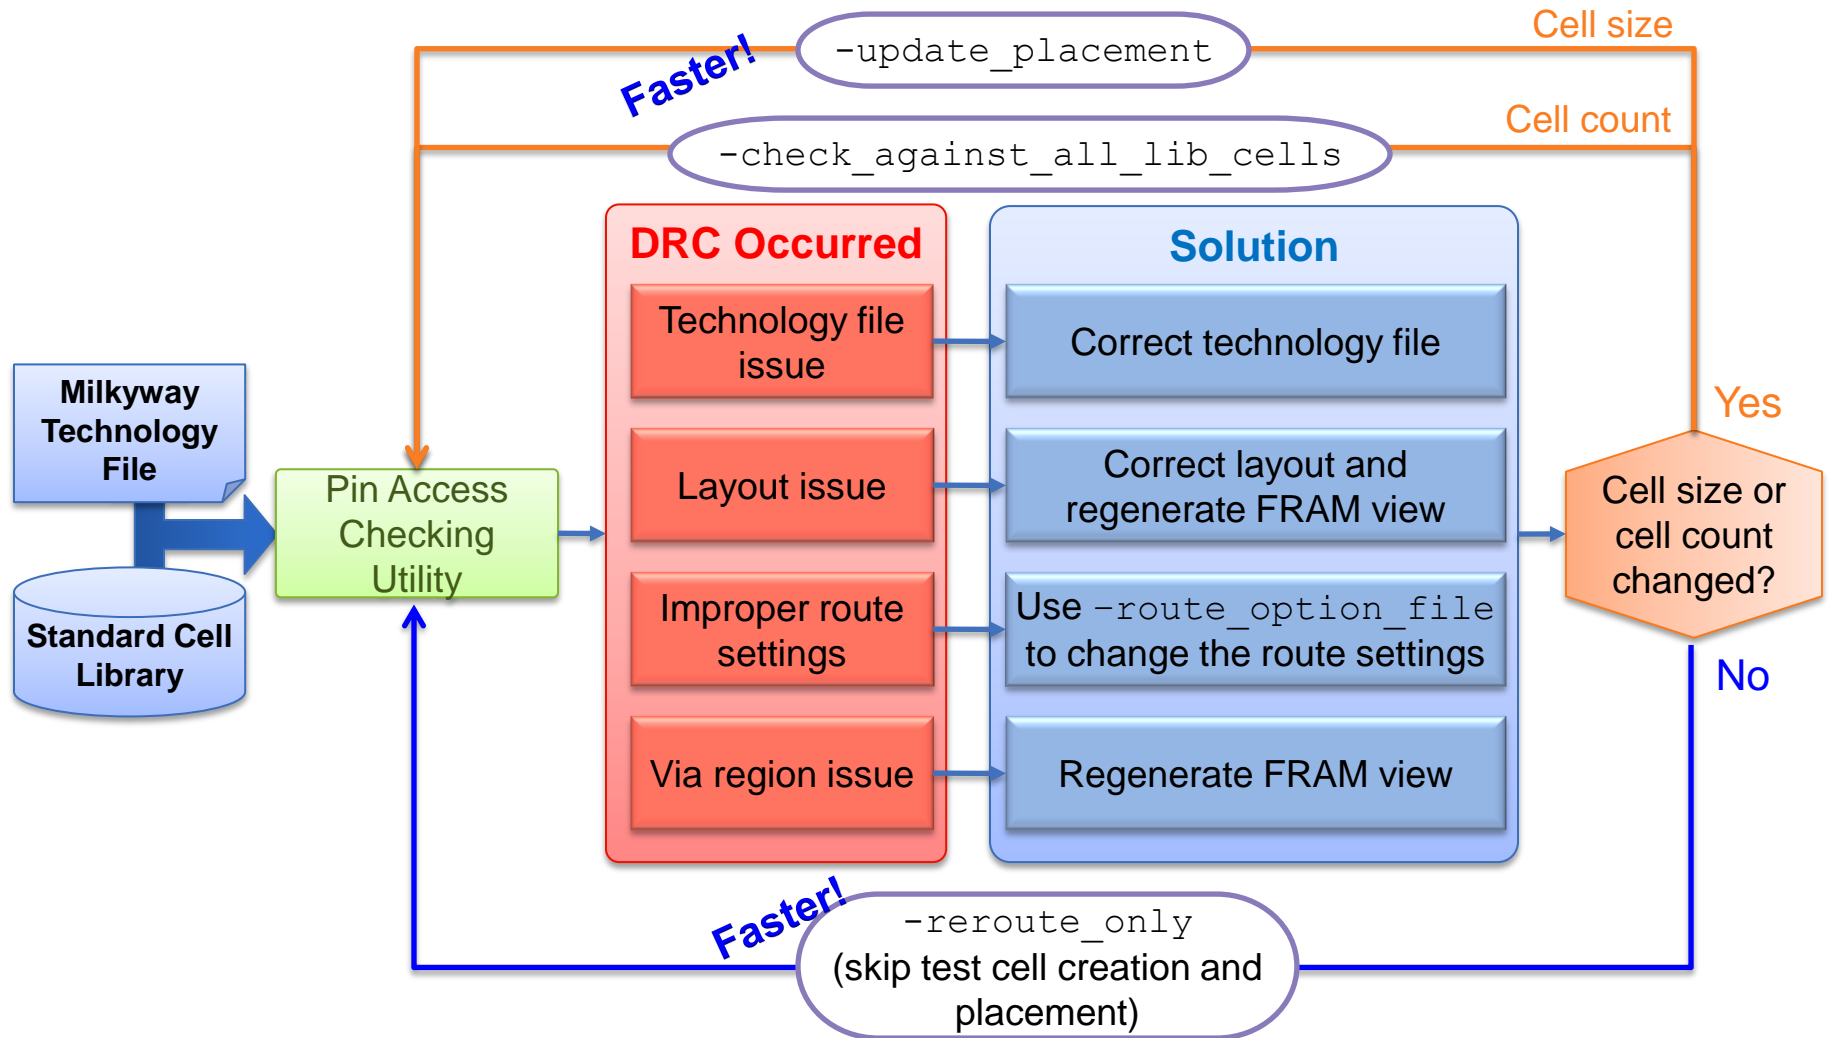 Cell size
-update_placement
Faster!
Cell count
-check_against_all_lib_cells
DRC Occurred
Solution
Technology file
issue
Correct technology file
Milkyway
Technology
File
Yes
Layout issue
Correct layout and
regenerate FRAM view
Pin Access
Checking
Utility
Cell size or
cell count
changed?
Standard Cell
Library
Improper route
settings
Use –route_option_file
to change the route settings
No
Via region issue
Regenerate FRAM view
Faster!
-reroute_only
(skip test cell creation and
placement)